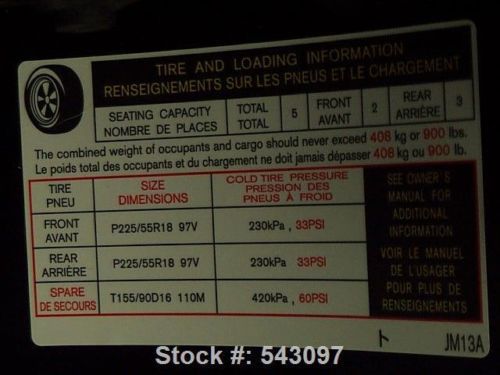 TIRE AND LOADING INFORMATION
RENSEIGNEMENTS SUR LES PNEUS ET LE CHARGEMENT
SEATING CAPACITY TOTAL 5 FRONT 2 REAR 3
NOMBRE DE PLACES TOTAL AVANT ARRIÈRE
The combined weight of occupants and cargo should never exceed 408 kg or 900 lbs.
Le poids total des occupants et du chargement ne doit jamais dépasser 408 kg ou 900 lb.
TIRE PNEU
SIZE DIMENSIONS
COLD TIRE PRESSURE
PRESSION DES
PNEUS À FROID
FRONT AVANT P225/55R18 97V 230kPa, 33PSI
REAR ARRIÈRE P225/55R18 97V 230kPa, 33PSI
SPARE DE SECOURS T155/90D16 110M 420kPa, 60PSI
SEE OWNER'S
MANUAL FOR
ADDITIONAL
INFORMATION
VOIR LE MANUEL
DE L'USAGER
POUR PLUS DE
RENSEIGNEMENTS
ト JM13A
Stock #: 543097